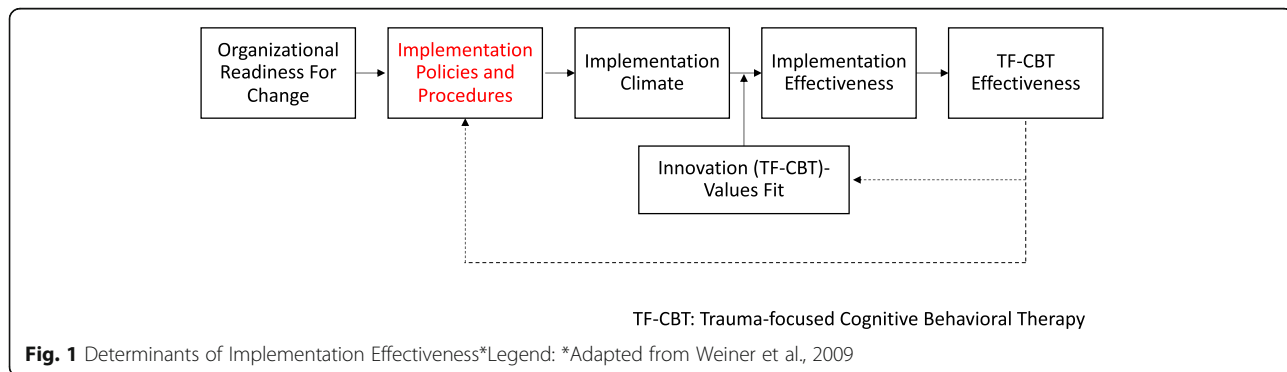 Organizational
Readiness For
Change
Implementation
Policies and
Procedures
Implementation
Climate
Implementation
Effectiveness
TF-CBT
Effectiveness
Innovation (TF-CBT)-
Values Fit
TF-CBT: Trauma-focused Cognitive Behavioral Therapy
Fig. 1 Determinants of Implementation Effectiveness*Legend: *Adapted from Weiner et al., 2009